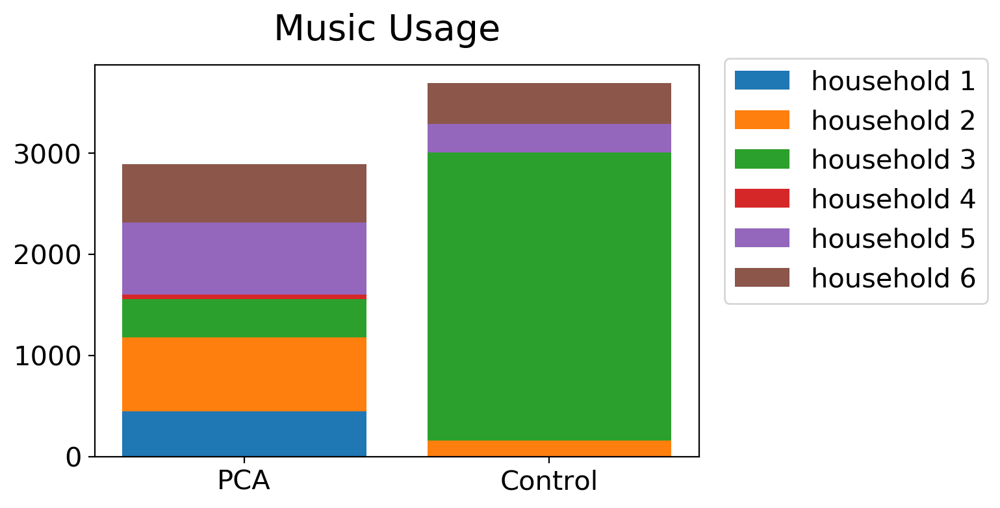 Music Usage
3000
2000
1000
0
PCA
Control
household 1
household 2
household 3
household 4
household 5
household 6